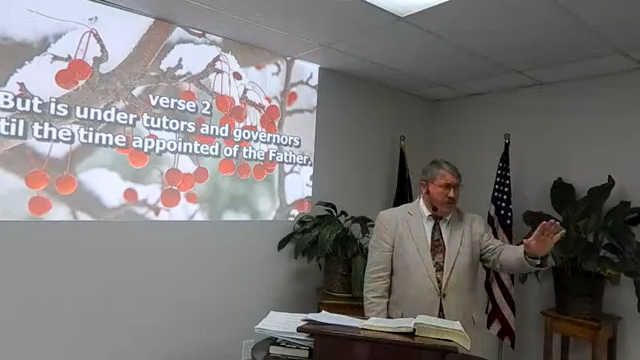 verse 2
But is under tutors and governors
til the time appointed of the Father.